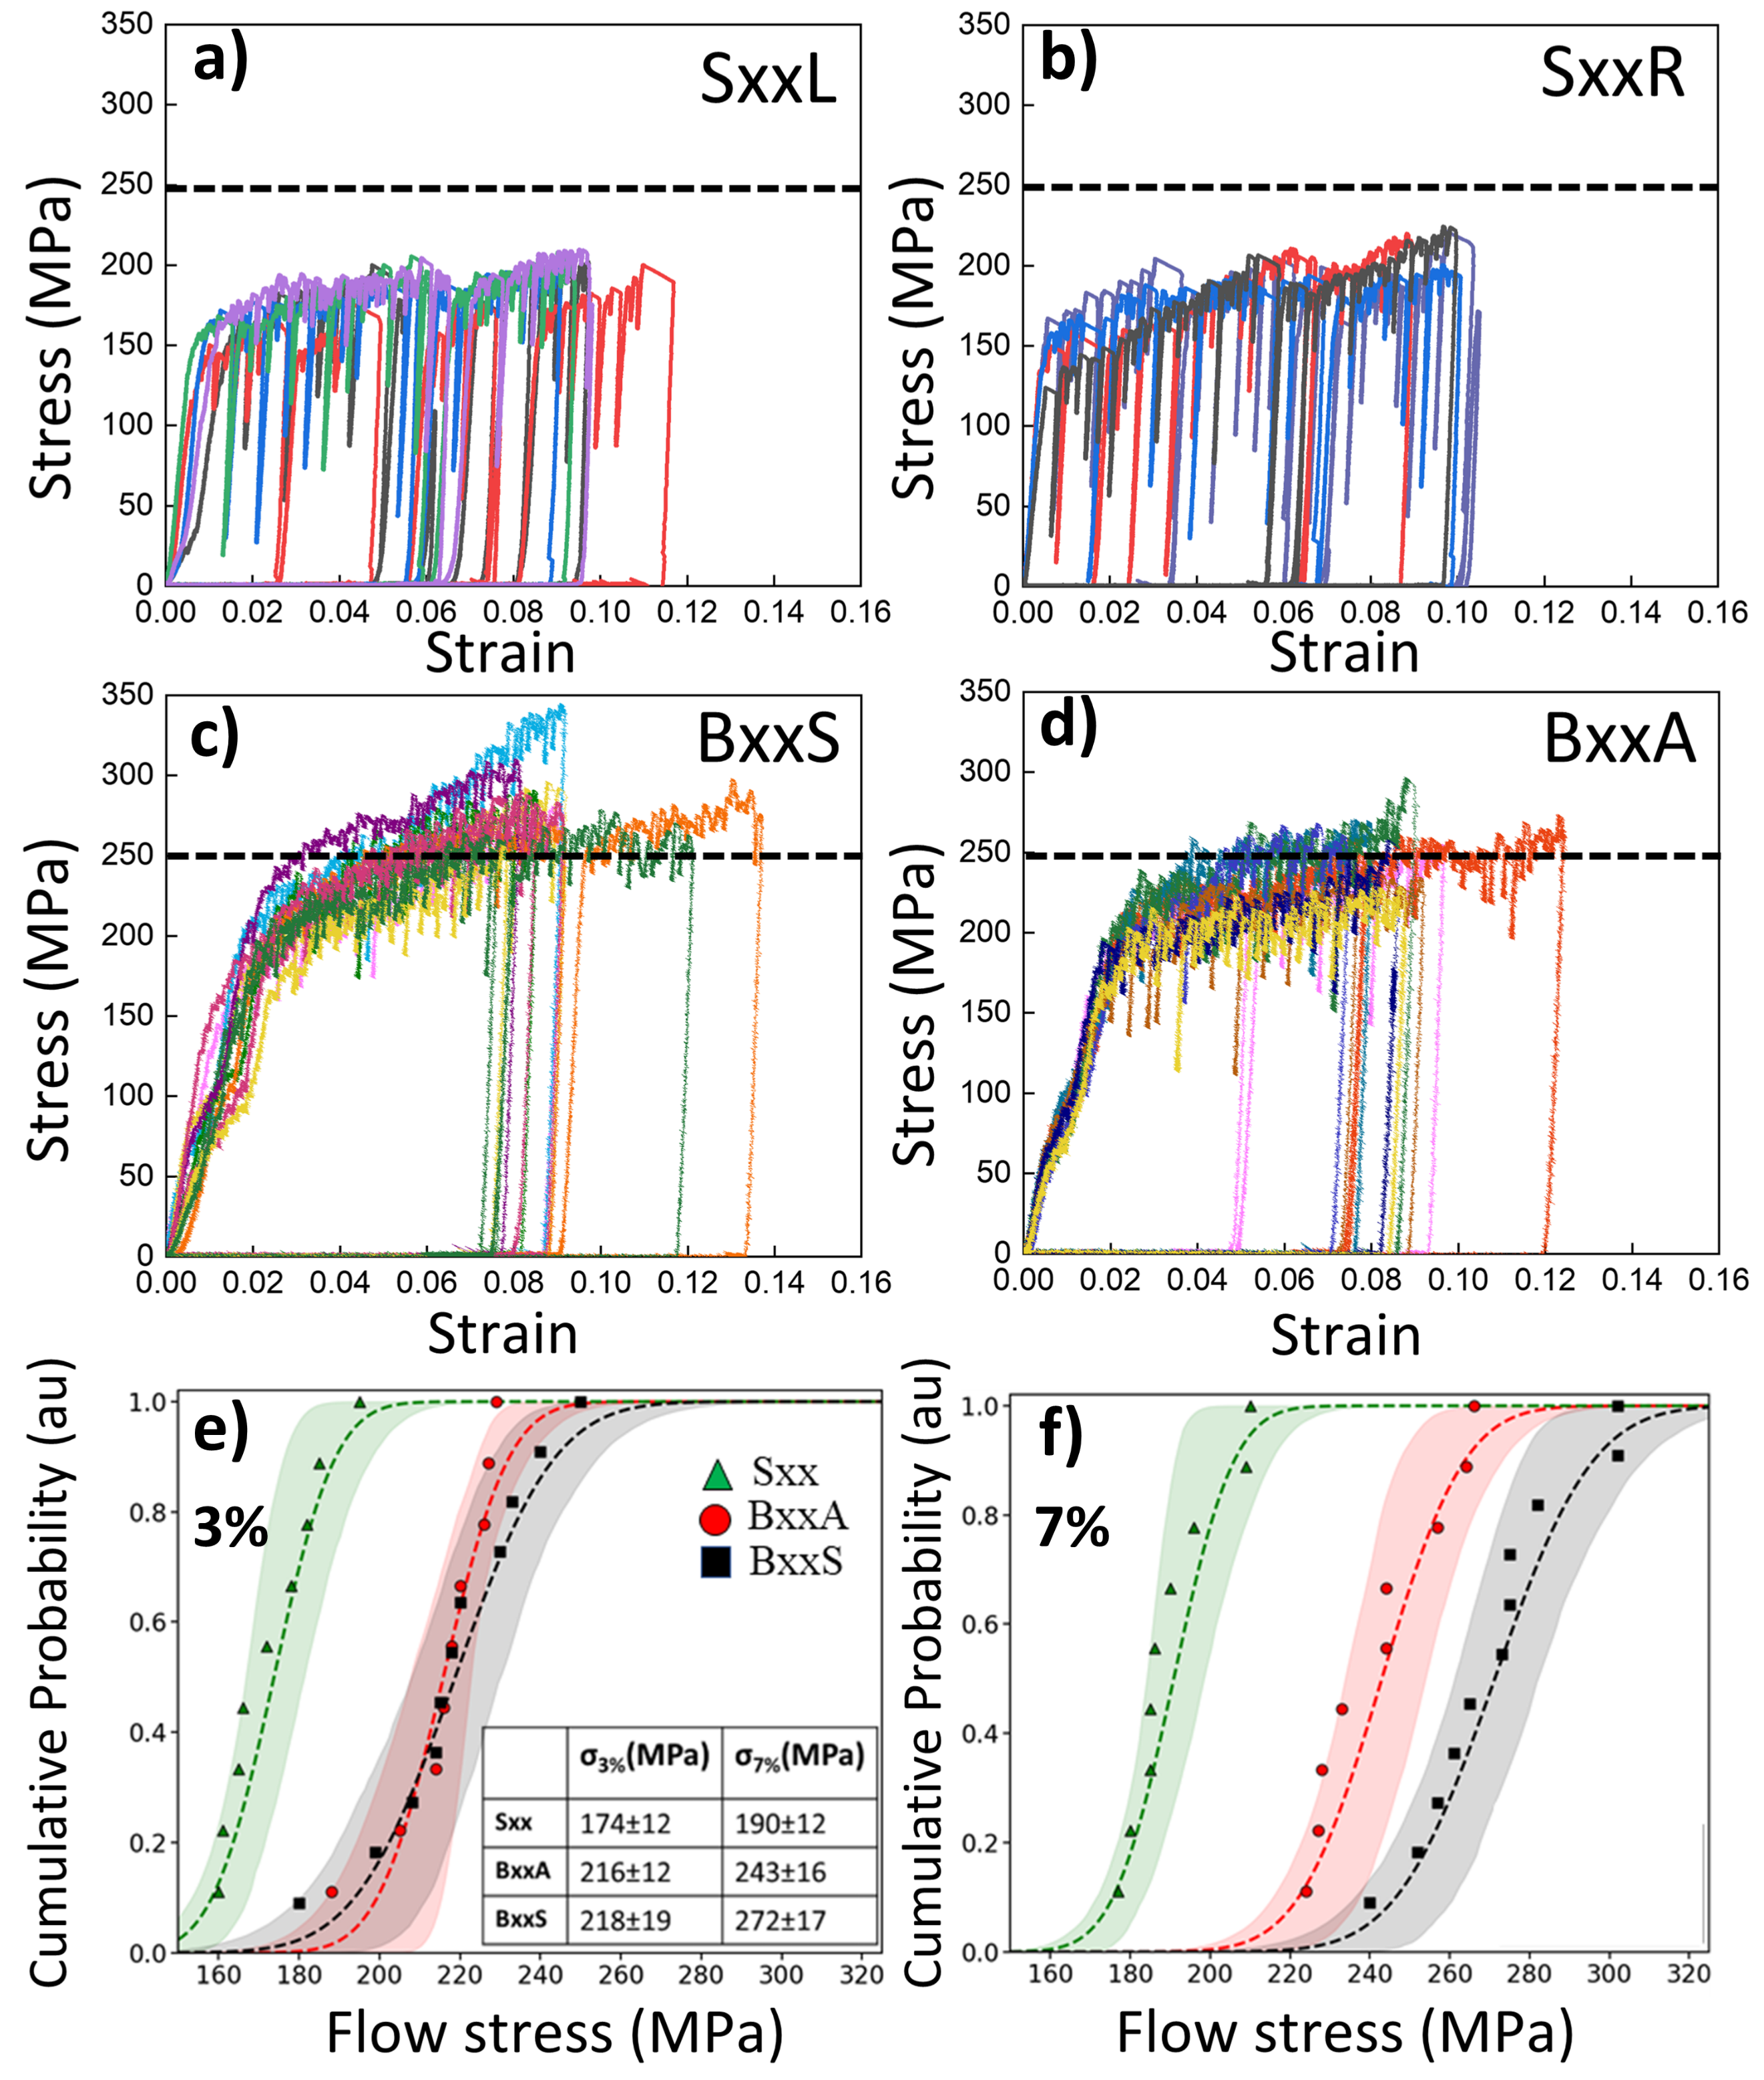 a)
SxxL
350
300
250
200
150
100
50
0
Stress (MPa)
0.00 0.02 0.04 0.06 0.08 0.10 0.12 0.14 0.16
Strain
b)
SxxR
350
300
250
200
150
100
50
0
Stress (MPa)
0.00 0.02 0.04 0.06 0.08 0.10 0.12 0.14 0.16
Strain
c)
BxxS
350
300
250
200
150
100
50
0
Stress (MPa)
0.00 0.02 0.04 0.06 0.08 0.10 0.12 0.14 0.16
Strain
d)
BxxA
350
300
250
200
150
100
50
0
Stress (MPa)
0.00 0.02 0.04 0.06 0.08 0.10 0.12 0.14 0.16
Strain
e)
3%
1.0
0.8
0.6
0.4
0.2
0.0
Cumulative Probability (au)
Sxx
BxxA
BxxS
σ3%(MPa) σ7%(MPa)
Sxx 174±12 190±12
BxxA 216±12 243±16
BxxS 218±19 272±17
160 180 200 220 240 260 280 300 320
Flow stress (MPa)
f)
7%
1.0
0.8
0.6
0.4
0.2
0.0
Cumulative Probability (au)
160 180 200 220 240 260 280 300 320
Flow stress (MPa)